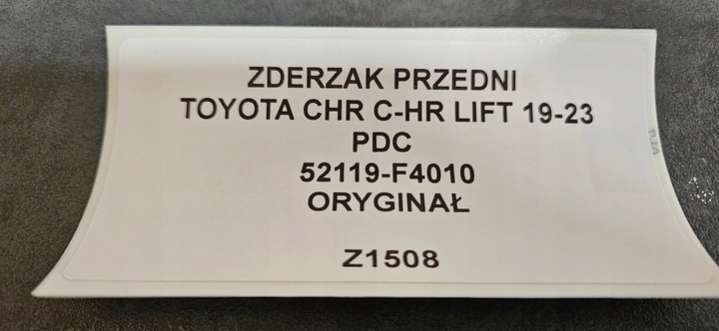 ZDERZAK PRZEDNI
TOYOTA CHR C-HR LIFT 19-23
PDC
52119-F4010
ORYGINAŁ
Z1508